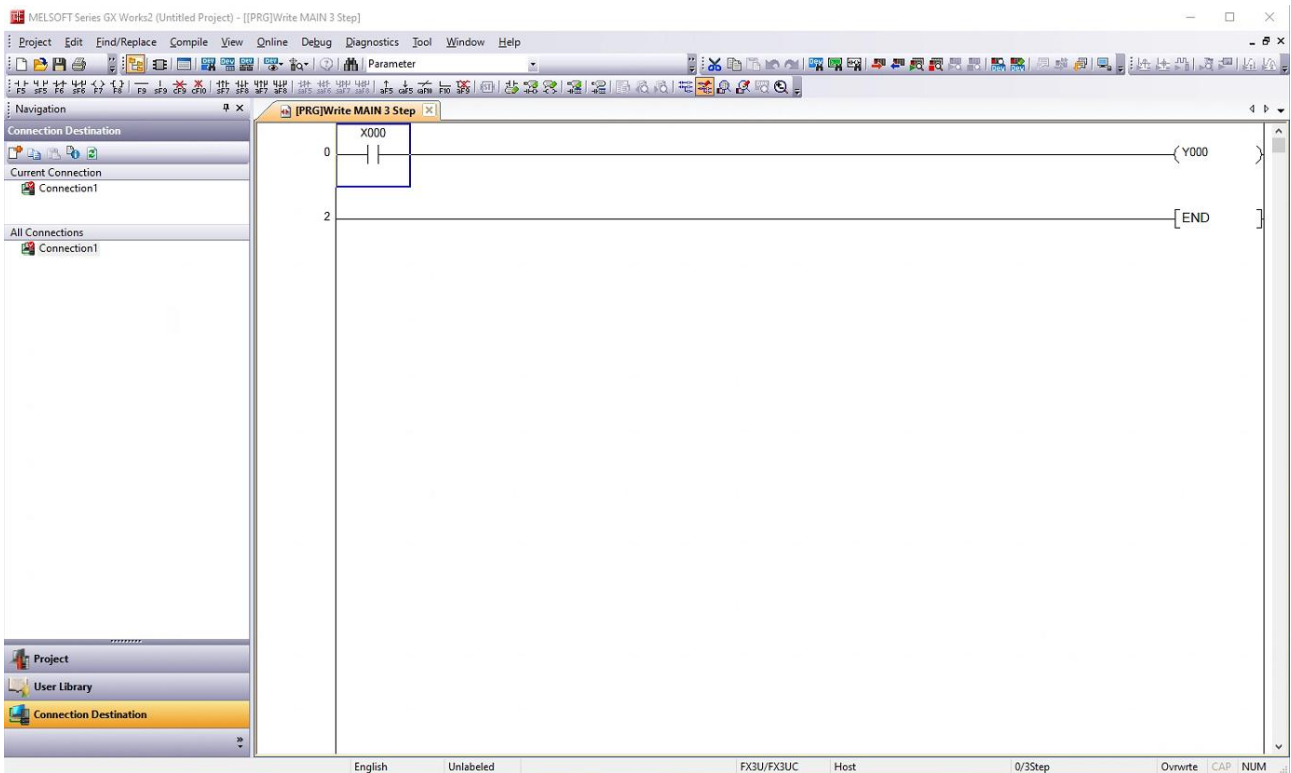 MELSOFT Series GX Works2 (Untitled Project) - [[PRG]Write MAIN 3 Step]
Project Edit Find/Replace Compile View Online Debug Diagnostics Tool Window Help
Parameter
Navigation
[PRG]Write MAIN 3 Step
Connection Destination
Current Connection
Connection1
All Connections
Connection1
X000
0
Y000
2
END
Project
User Library
Connection Destination
English Unlabeled FX3U/FX3UC Host 0/3Step Ovrwrte CAP NUM